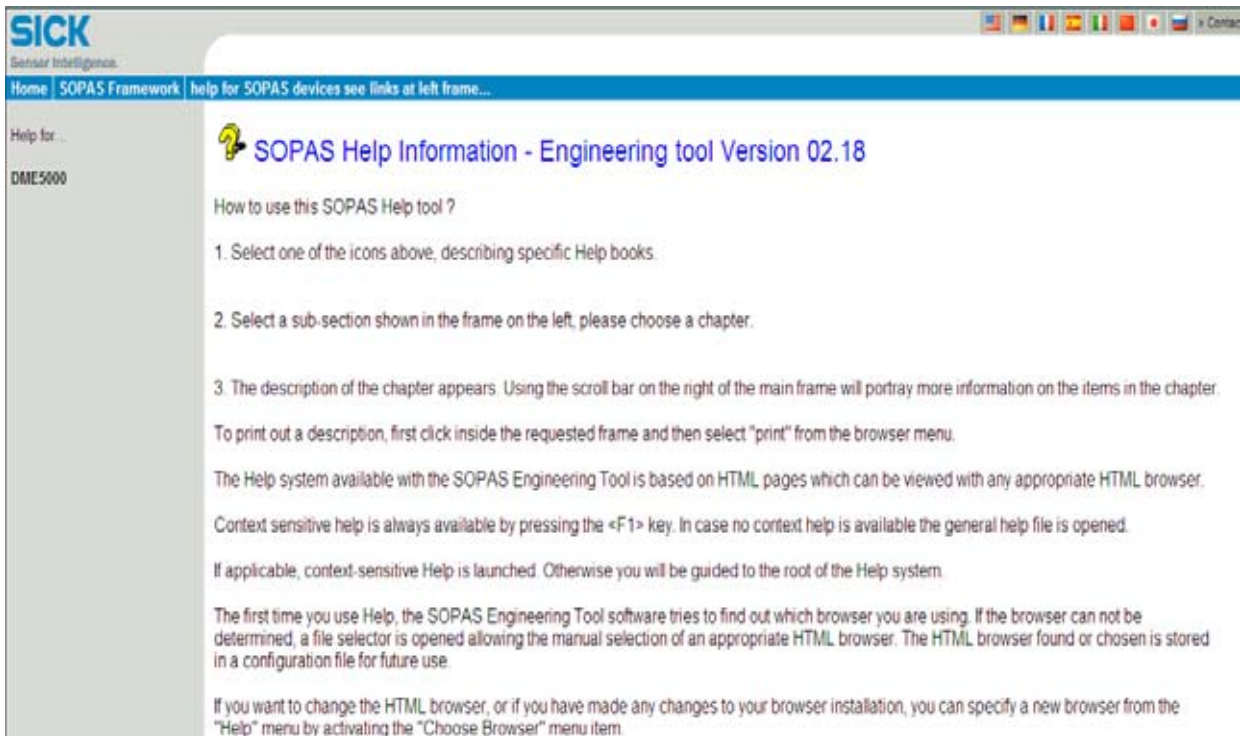 SICK
Sensor Intelligence.
» Contac
Home | SOPAS Framework | help for SOPAS devices see links at left frame...
Help for ...
DME5000
SOPAS Help Information - Engineering tool Version 02.18
How to use this SOPAS Help tool ?
1. Select one of the icons above, describing specific Help books.
2. Select a sub-section shown in the frame on the left, please choose a chapter.
3. The description of the chapter appears. Using the scroll bar on the right of the main frame will portray more information on the items in the chapter.
To print out a description, first click inside the requested frame and then select "print" from the browser menu.
The Help system available with the SOPAS Engineering Tool is based on HTML pages which can be viewed with any appropriate HTML browser.
Context sensitive help is always available by pressing the <F1> key. In case no context help is available the general help file is opened.
If applicable, context-sensitive Help is launched. Otherwise you will be guided to the root of the Help system.
The first time you use Help, the SOPAS Engineering Tool software tries to find out which browser you are using. If the browser can not be
determined, a file selector is opened allowing the manual selection of an appropriate HTML browser. The HTML browser found or chosen is stored
in a configuration file for future use.
If you want to change the HTML browser, or if you have made any changes to your browser installation, you can specify a new browser from the
"Help" menu by activating the "Choose Browser" menu item.